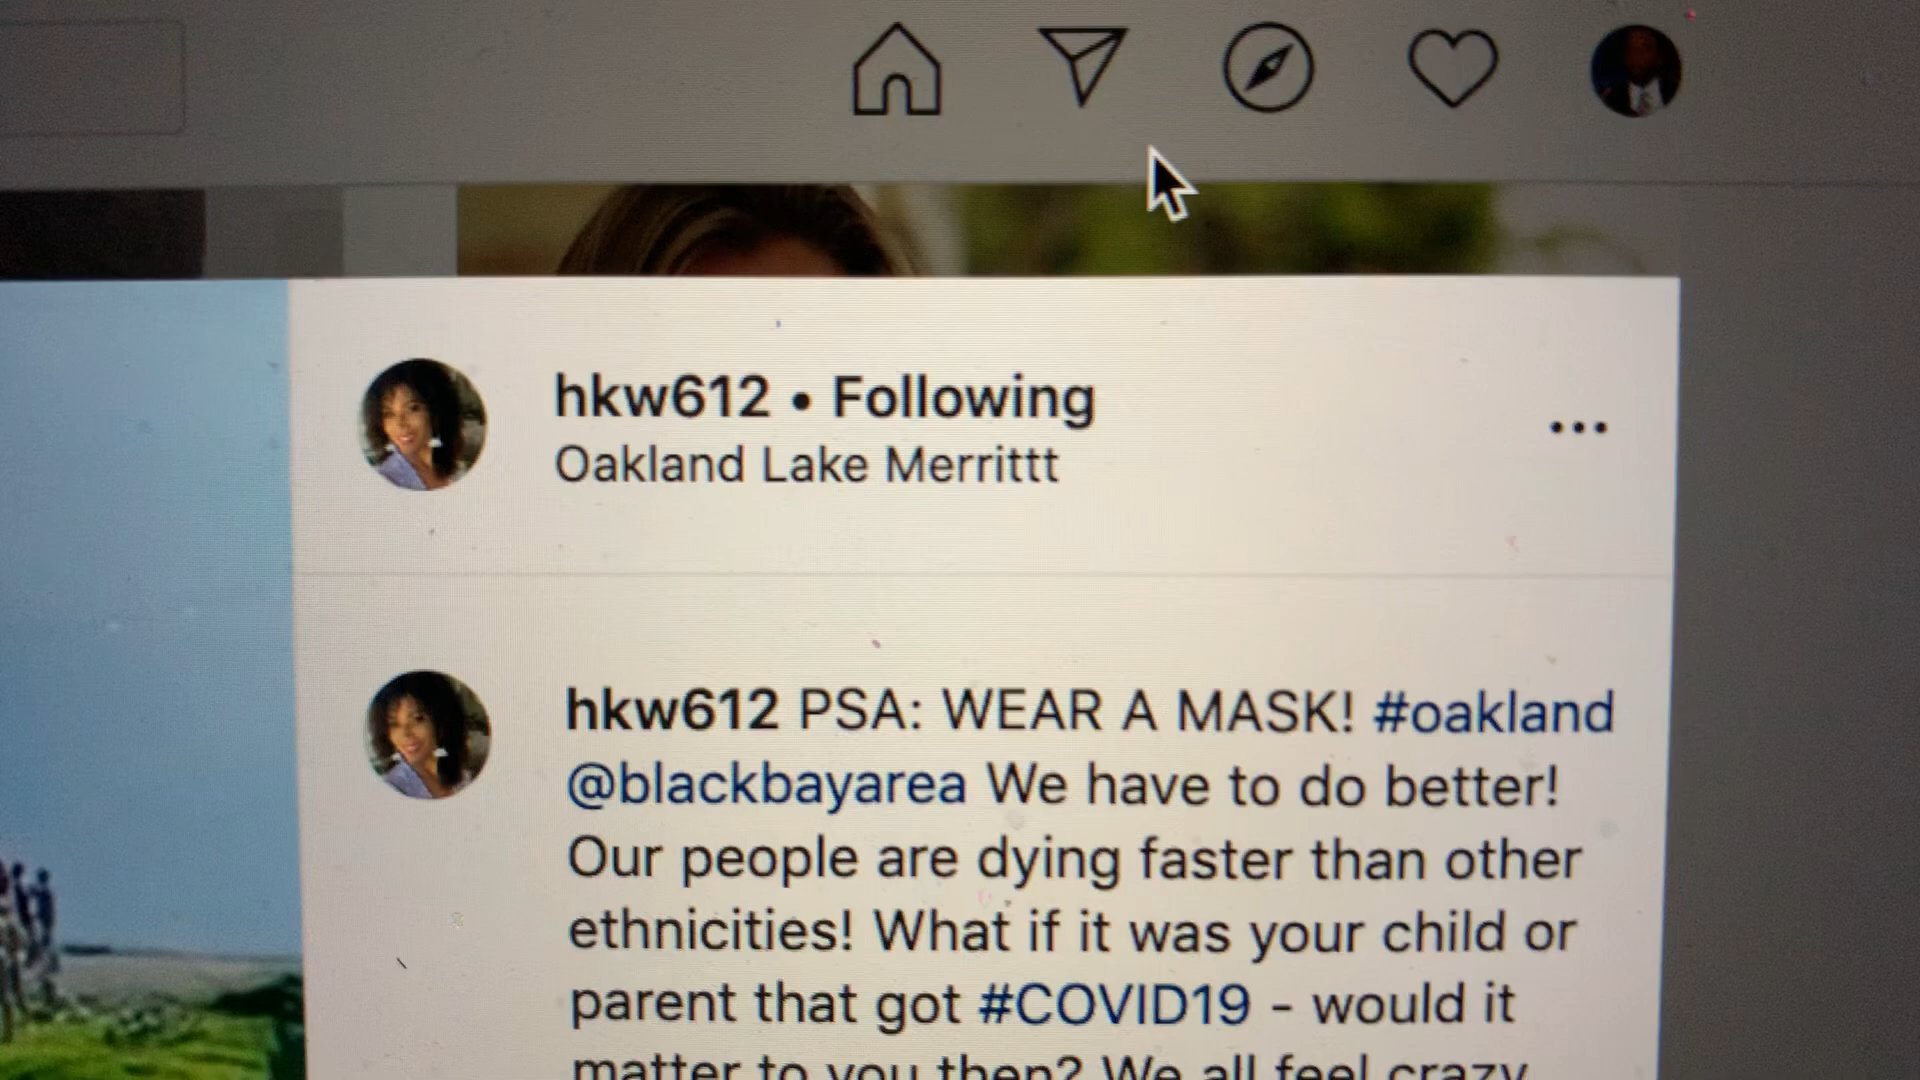 hkw612 • Following
Oakland Lake Merrittt
hkw612 PSA: WEAR A MASK! #oakland
@blackbayarea We have to do better!
Our people are dying faster than other
ethnicities! What if it was your child or
parent that got #COVID19 - would it
matter to you then? We all feel crazy